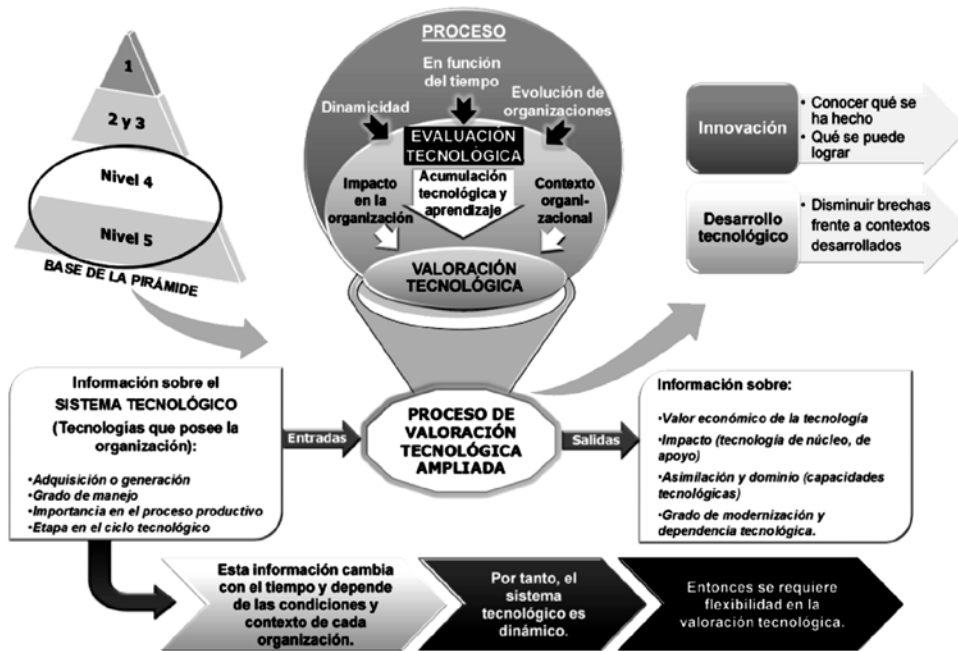 1
2 y 3
Nivel 4
Nivel 5
BASE DE LA PIRÁMIDE
PROCESO
En función
del tiempo
Dinamicidad
Evolución de
organizaciones
EVALUACIÓN
TECNOLÓGICA
Acumulación
tecnológica y
aprendizaje
Impacto
en la
organización
Contexto
organi-
zacional
VALORACIÓN
TECNOLÓGICA
Innovación
• Conocer qué se
ha hecho
• Qué se puede
lograr
Desarrollo
tecnológico
• Disminuir brechas
frente a contextos
desarrollados
Información sobre el
SISTEMA TECNOLÓGICO
(Tecnologías que posee la
organización):
•Adquisición o generación
•Grado de manejo
•Importancia en el proceso productivo
•Etapa en el ciclo tecnológico
Entradas
PROCESO DE
VALORACIÓN
TECNOLÓGICA
AMPLIADA
Salidas
Información sobre:
•Valor económico de la tecnología
•Impacto (tecnología de núcleo, de
apoyo)
•Asimilación y dominio (capacidades
tecnológicas)
•Grado de modernización y
dependencia tecnológica.
Esta información cambia
con el tiempo y depende
de las condiciones y
contexto de cada
organización.
Por tanto, el
sistema
tecnológico es
dinámico.
Entonces se requiere
flexibilidad en la
valoración tecnológica.